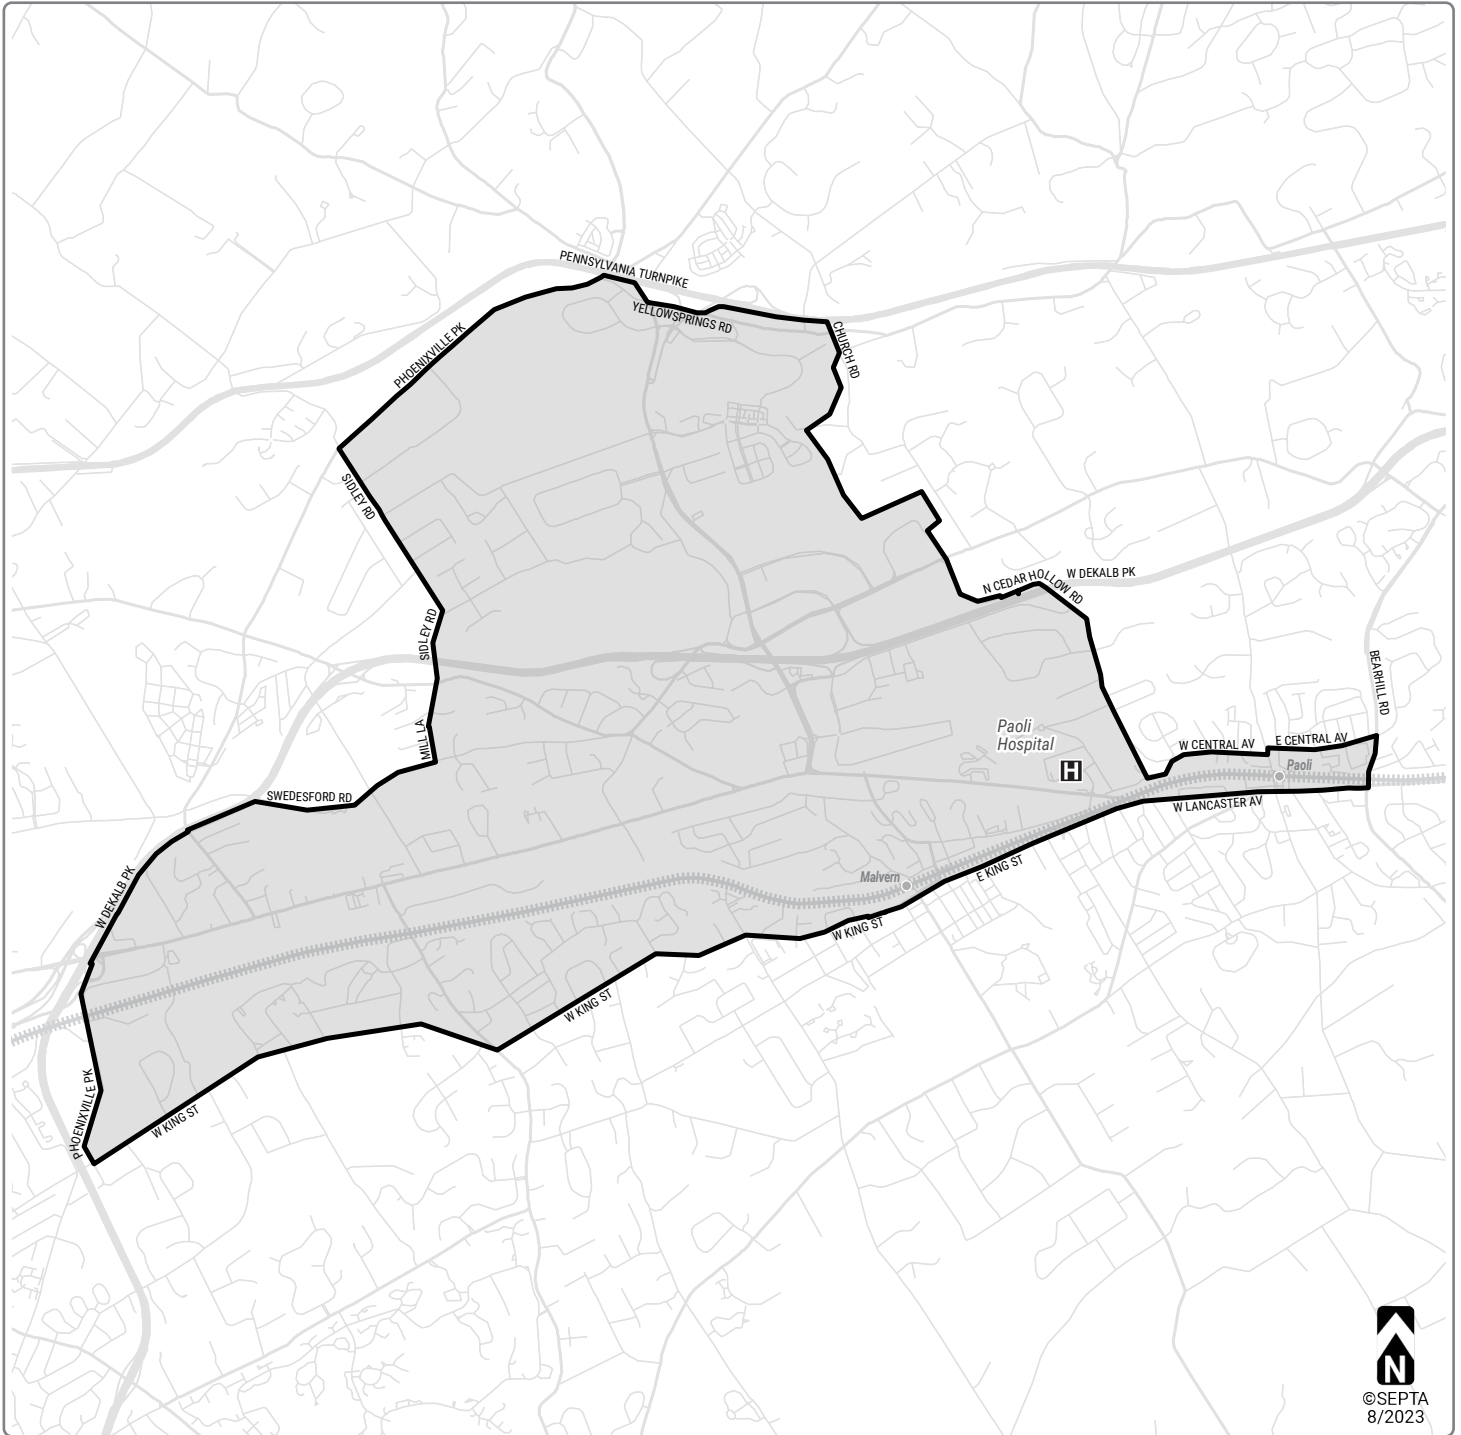 PENNSYLVANIA TURNPIKE
YELLOWSPRINGS RD
PHOENIXVILLE PK
CHURCH RD
SIDLEY RD
N CEDAR HOLLOW RD
W DEKALB PK
SIDLEY RD
BEARHILL RD
MILL LA
Paoli
Hospital
H
W CENTRAL AV
E CENTRAL AV
Paoli
SWEDESFORD RD
W LANCASTER AV
W DEKALB PK
Malvern
E KING ST
W KING ST
W KING ST
PHOENIXVILLE PK
W KING ST
N
©SEPTA
8/2023